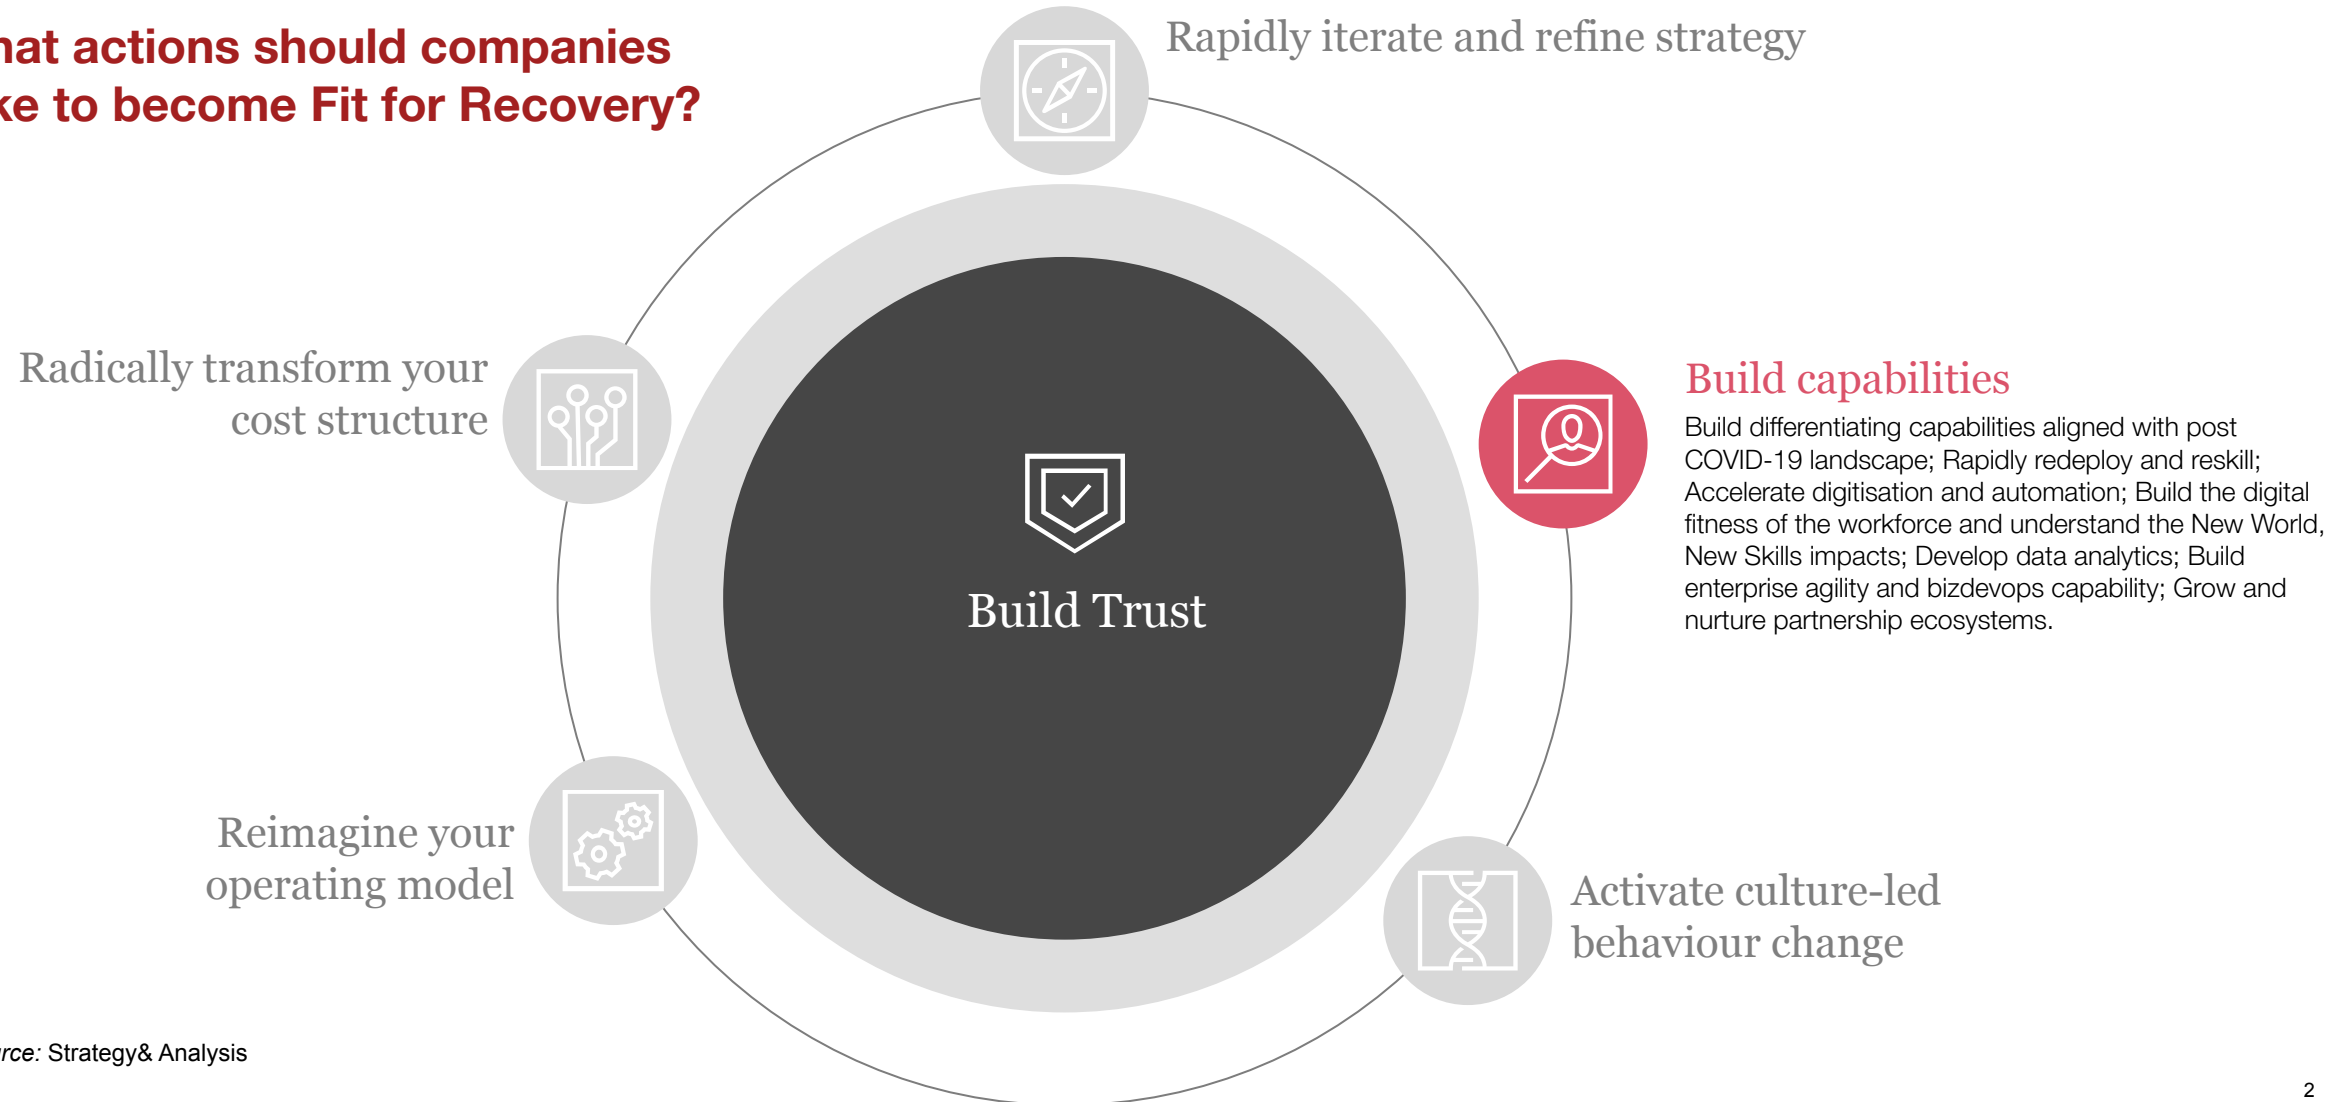 hat actions should companies
ke to become Fit for Recovery?
Rapidly iterate and refine strategy
Radically transform your
cost structure
Build capabilities
Build differentiating capabilities aligned with post
COVID-19 landscape; Rapidly redeploy and reskill;
Accelerate digitisation and automation; Build the digital
fitness of the workforce and understand the New World,
New Skills impacts; Develop data analytics; Build
enterprise agility and bizdevops capability; Grow and
nurture partnership ecosystems.
Build Trust
Reimagine your
operating model
Activate culture-led
behaviour change
rce: Strategy& Analysis
2